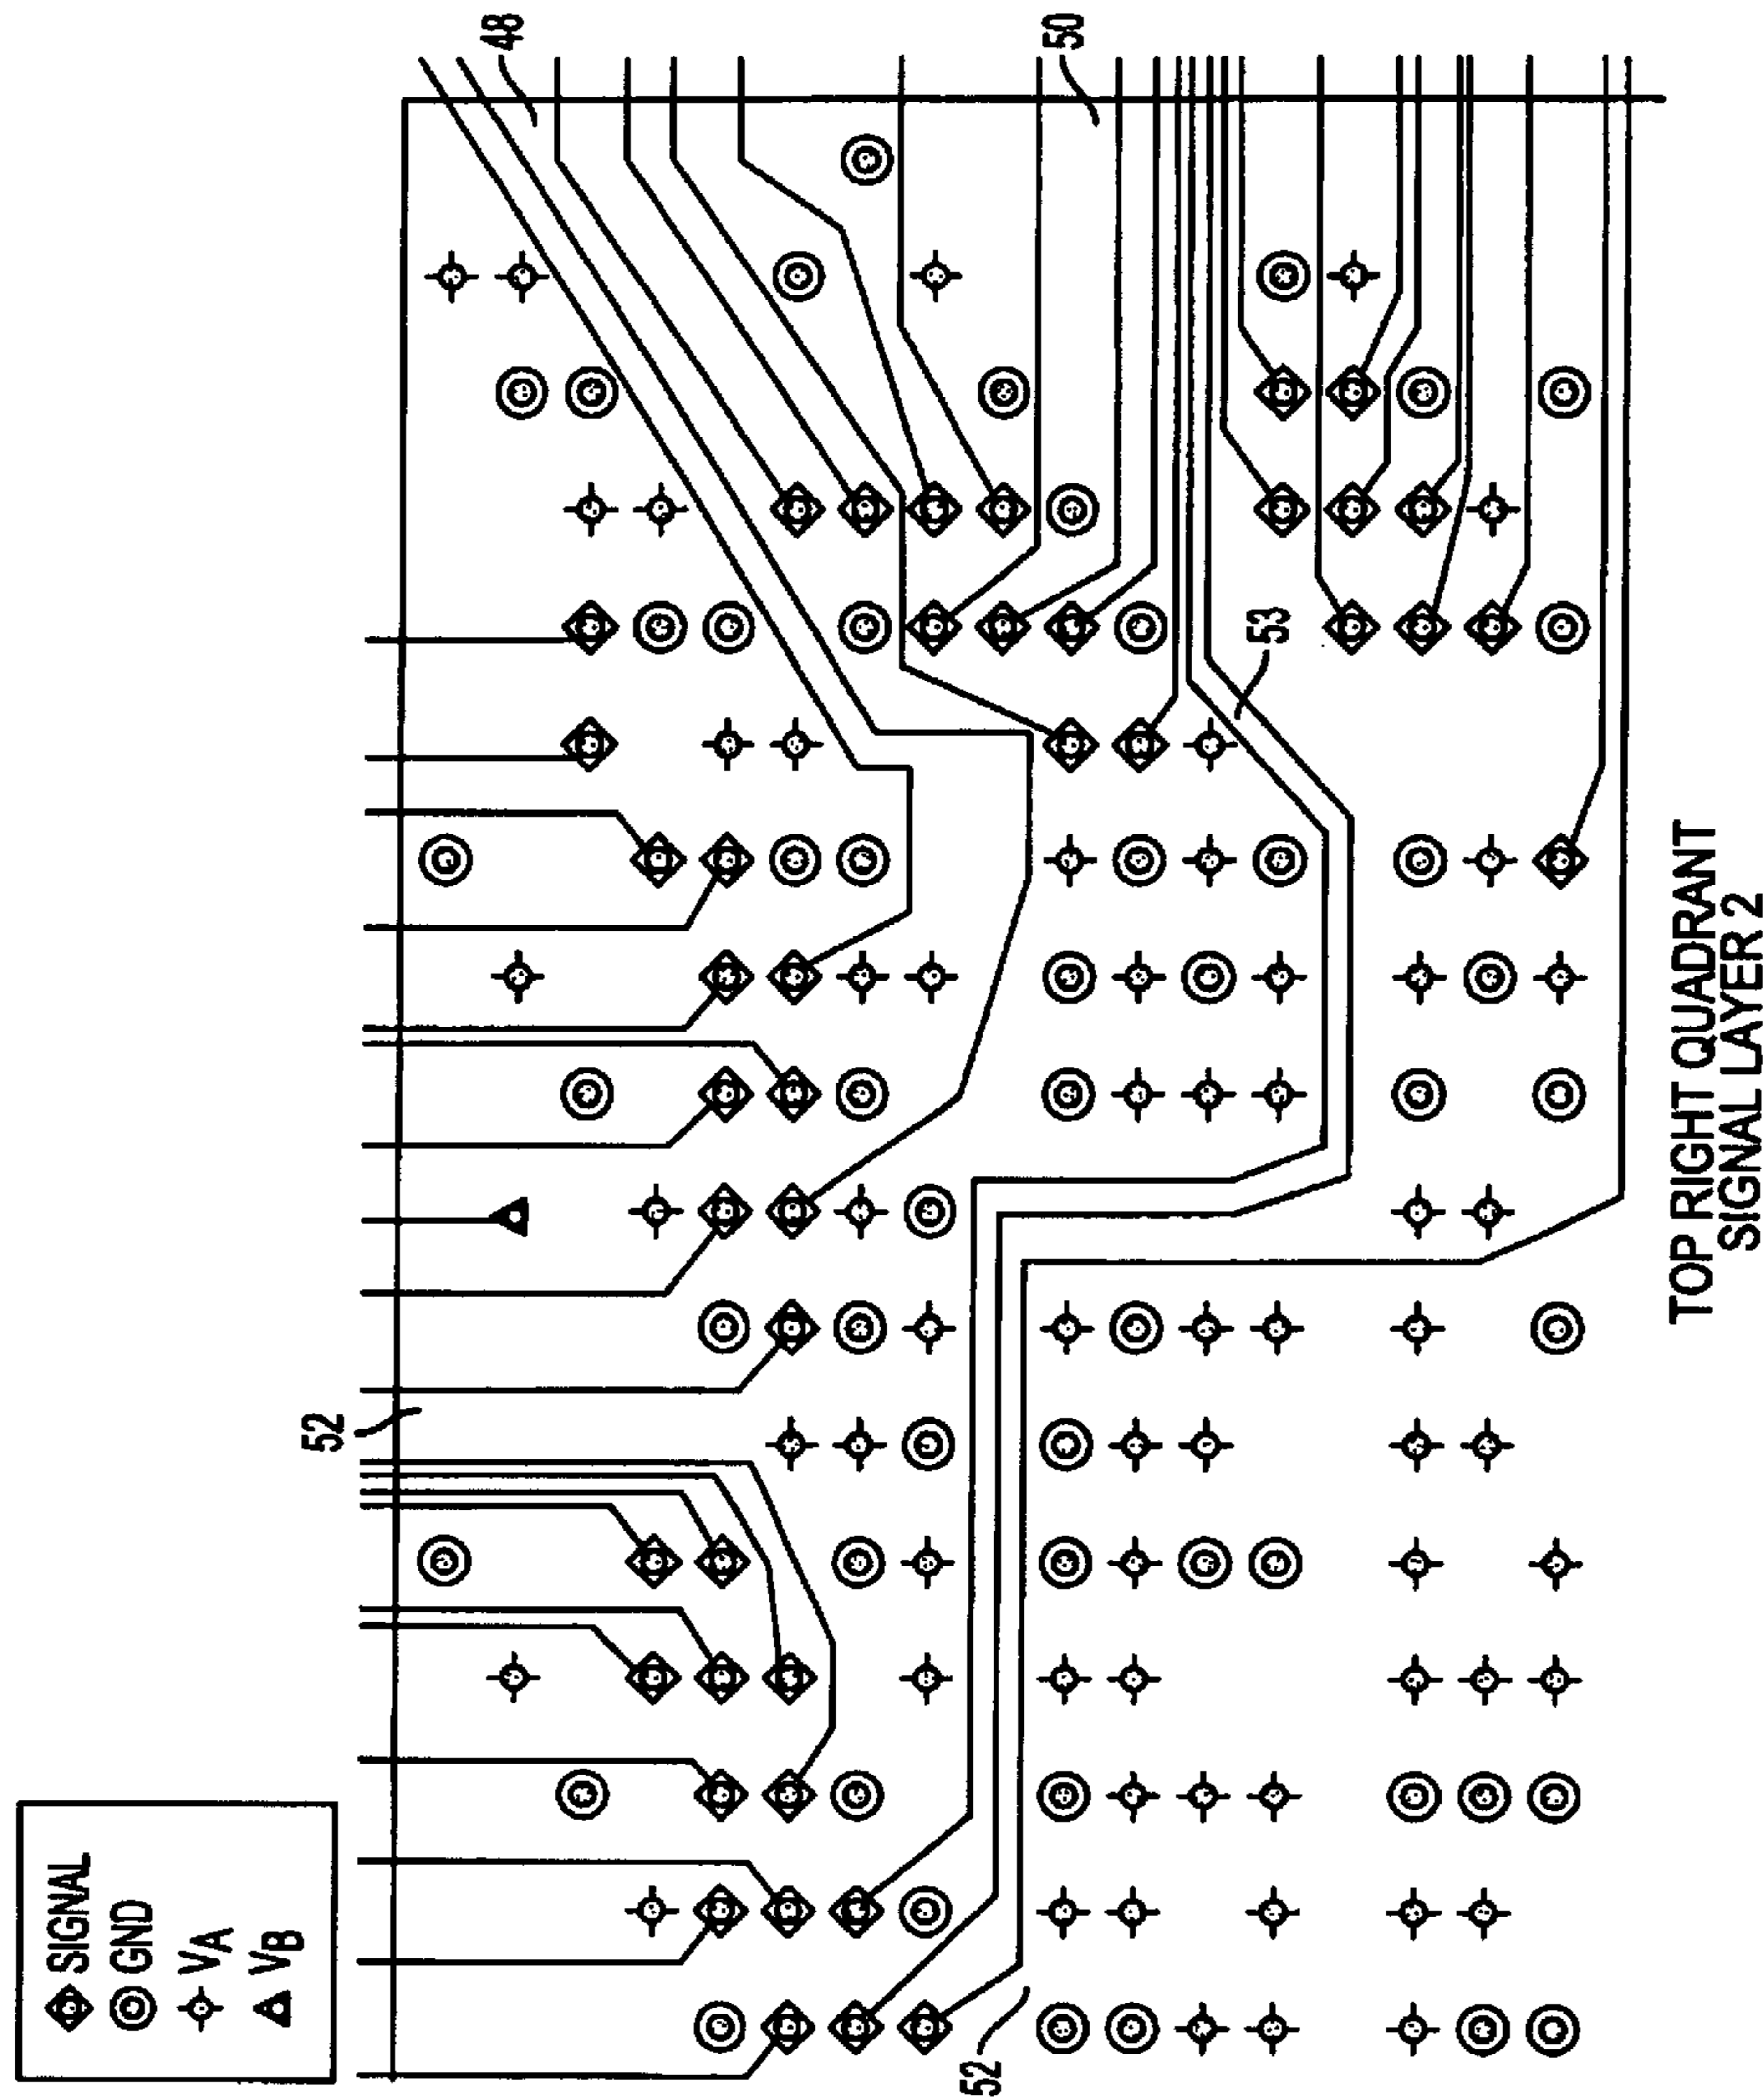 SIGNAL
GND
VA
VB
48
50
52
53
52
TOP RIGHT QUADRANT
SIGNAL LAYER 2